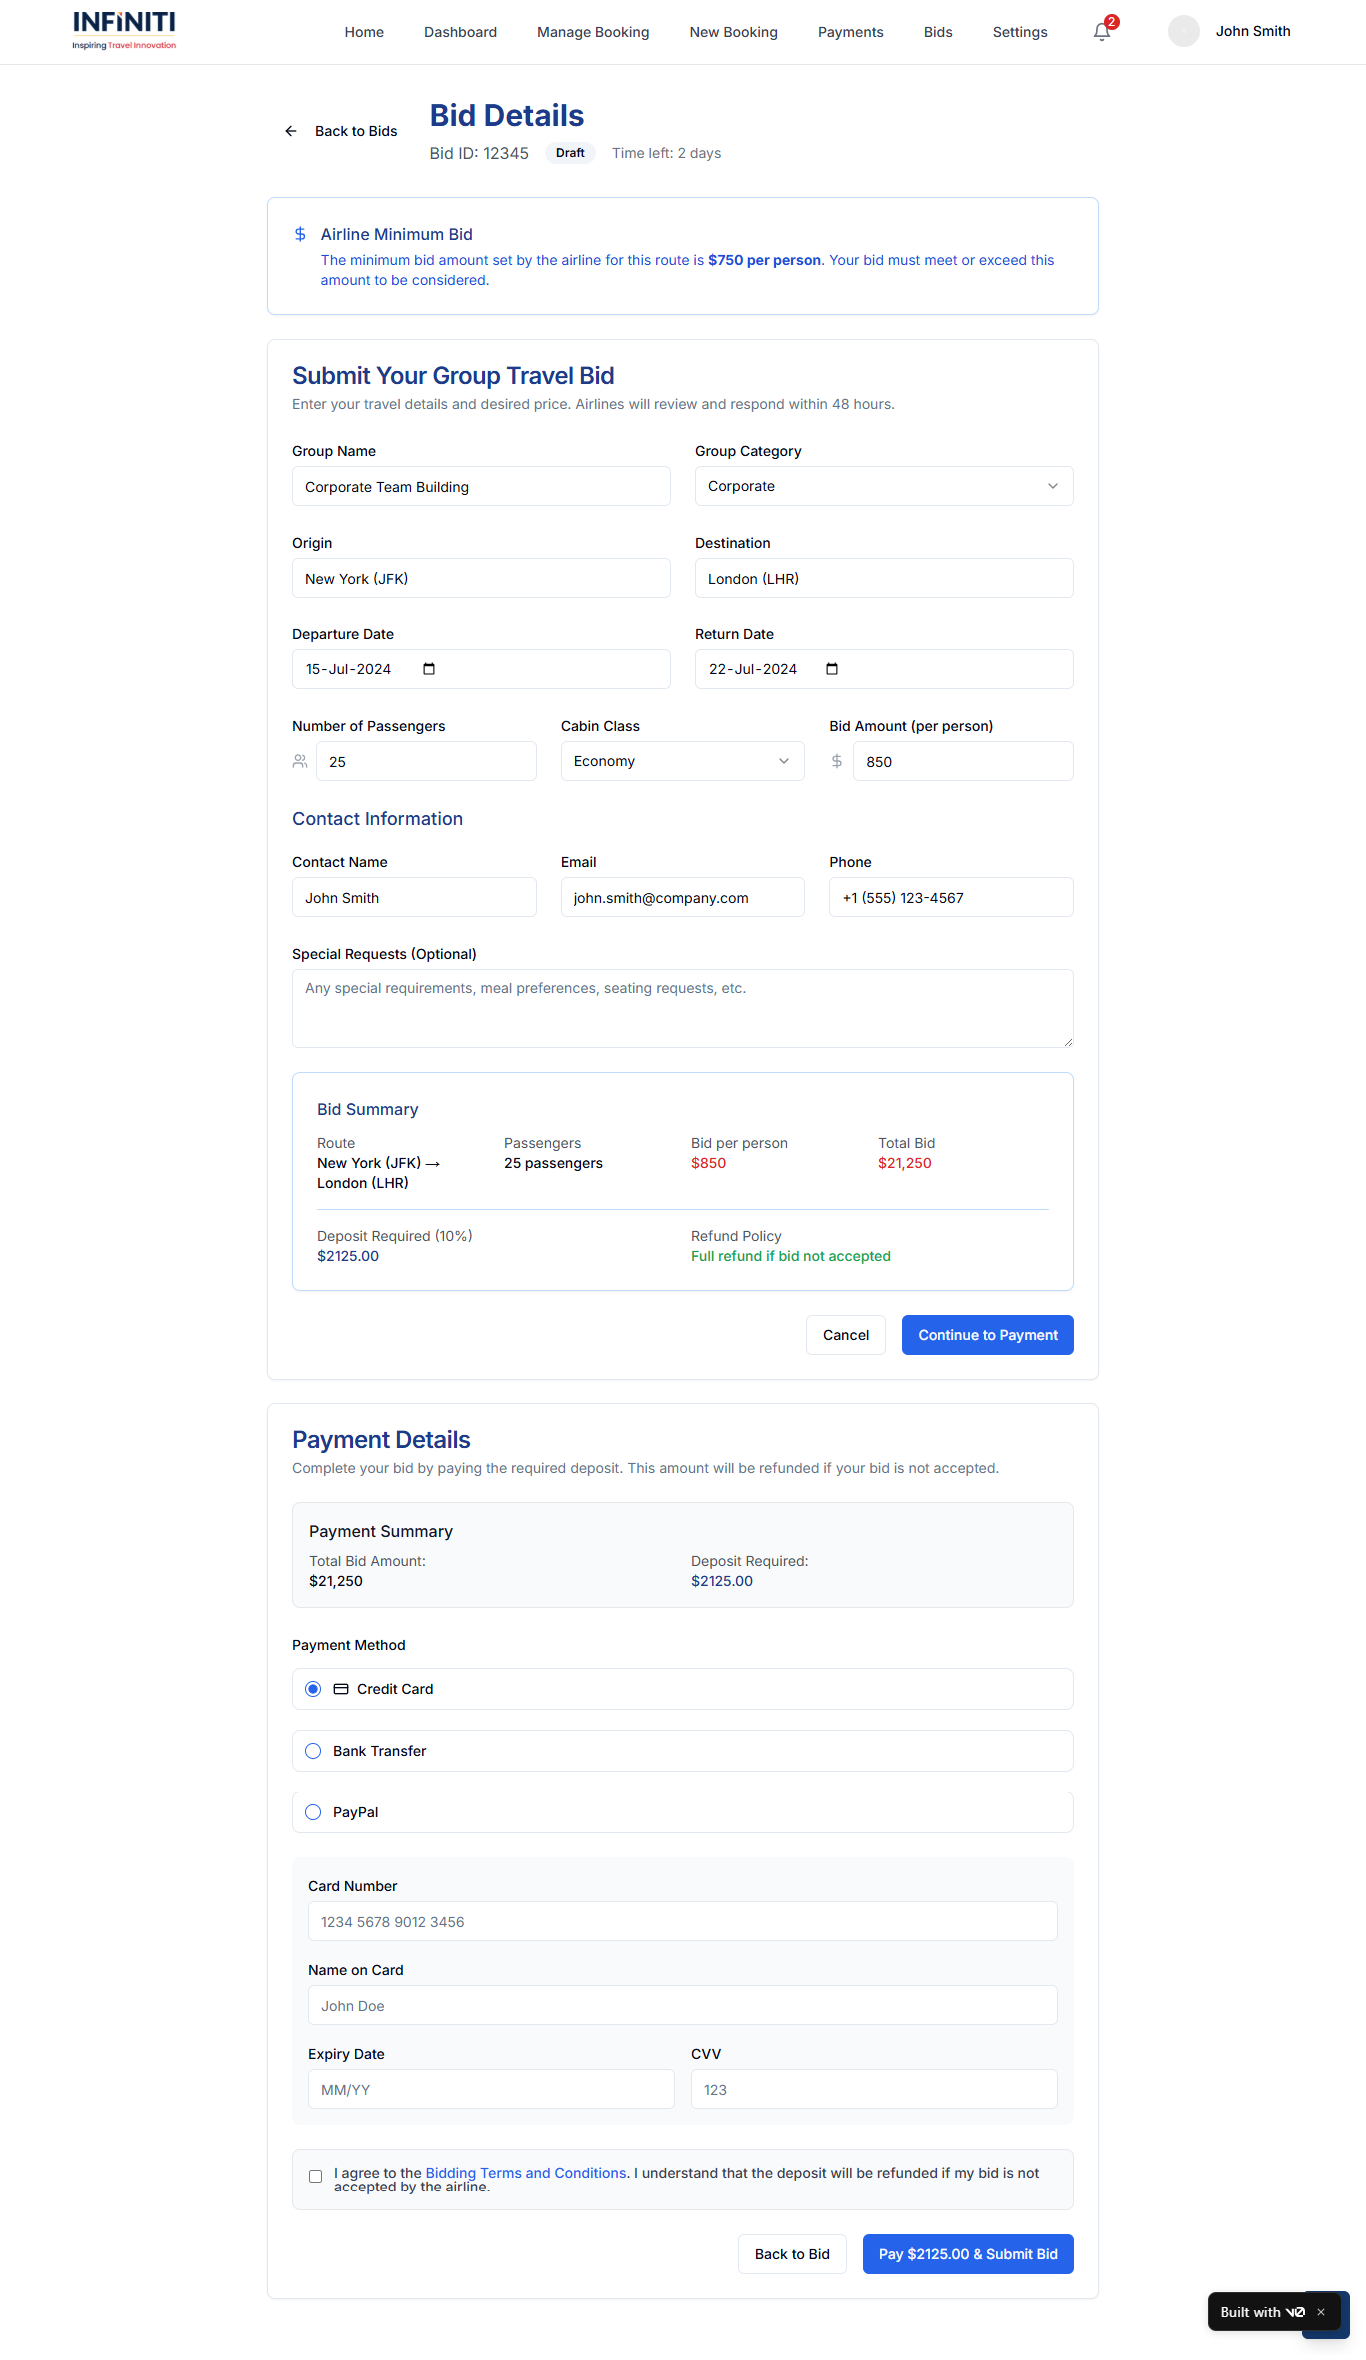 INFINITI
Inspiring Travel Innovation
Home
Dashboard
Manage Booking
New Booking
Payments
Bids
Settings
2
John Smith
Back to Bids
Bid Details
Bid ID: 12345
Draft
Time left: 2 days
Airline Minimum Bid
The minimum bid amount set by the airline for this route is $750 per person. Your bid must meet or exceed this
amount to be considered.
Submit Your Group Travel Bid
Enter your travel details and desired price. Airlines will review and respond within 48 hours.
Group Name
Group Category
Corporate Team Building
Corporate
Origin
Destination
New York (JFK)
London (LHR)
Departure Date
Return Date
15-Jul-2024
22-Jul-2024
Number of Passengers
Cabin Class
Bid Amount (per person)
25
Economy
$ 850
Contact Information
Contact Name
Email
Phone
John Smith
john.smith@company.com
+1 (555) 123-4567
Special Requests (Optional)
Any special requirements, meal preferences, seating requests, etc.
Bid Summary
Route
Passengers
Bid per person
Total Bid
New York (JFK) →
London (LHR)
25 passengers
$850
$21,250
Deposit Required (10%)
Refund Policy
$2125.00
Full refund if bid not accepted
Cancel
Continue to Payment
Payment Details
Complete your bid by paying the required deposit. This amount will be refunded if your bid is not accepted.
Payment Summary
Total Bid Amount:
Deposit Required:
$21,250
$2125.00
Payment Method
Credit Card
Bank Transfer
PayPal
Card Number
1234 5678 9012 3456
Name on Card
John Doe
Expiry Date
CVV
MM/YY
123
I agree to the Bidding Terms and Conditions. I understand that the deposit will be refunded if my bid is not
accepted by the airline.
Back to Bid
Pay $2125.00 & Submit Bid
Built with v0